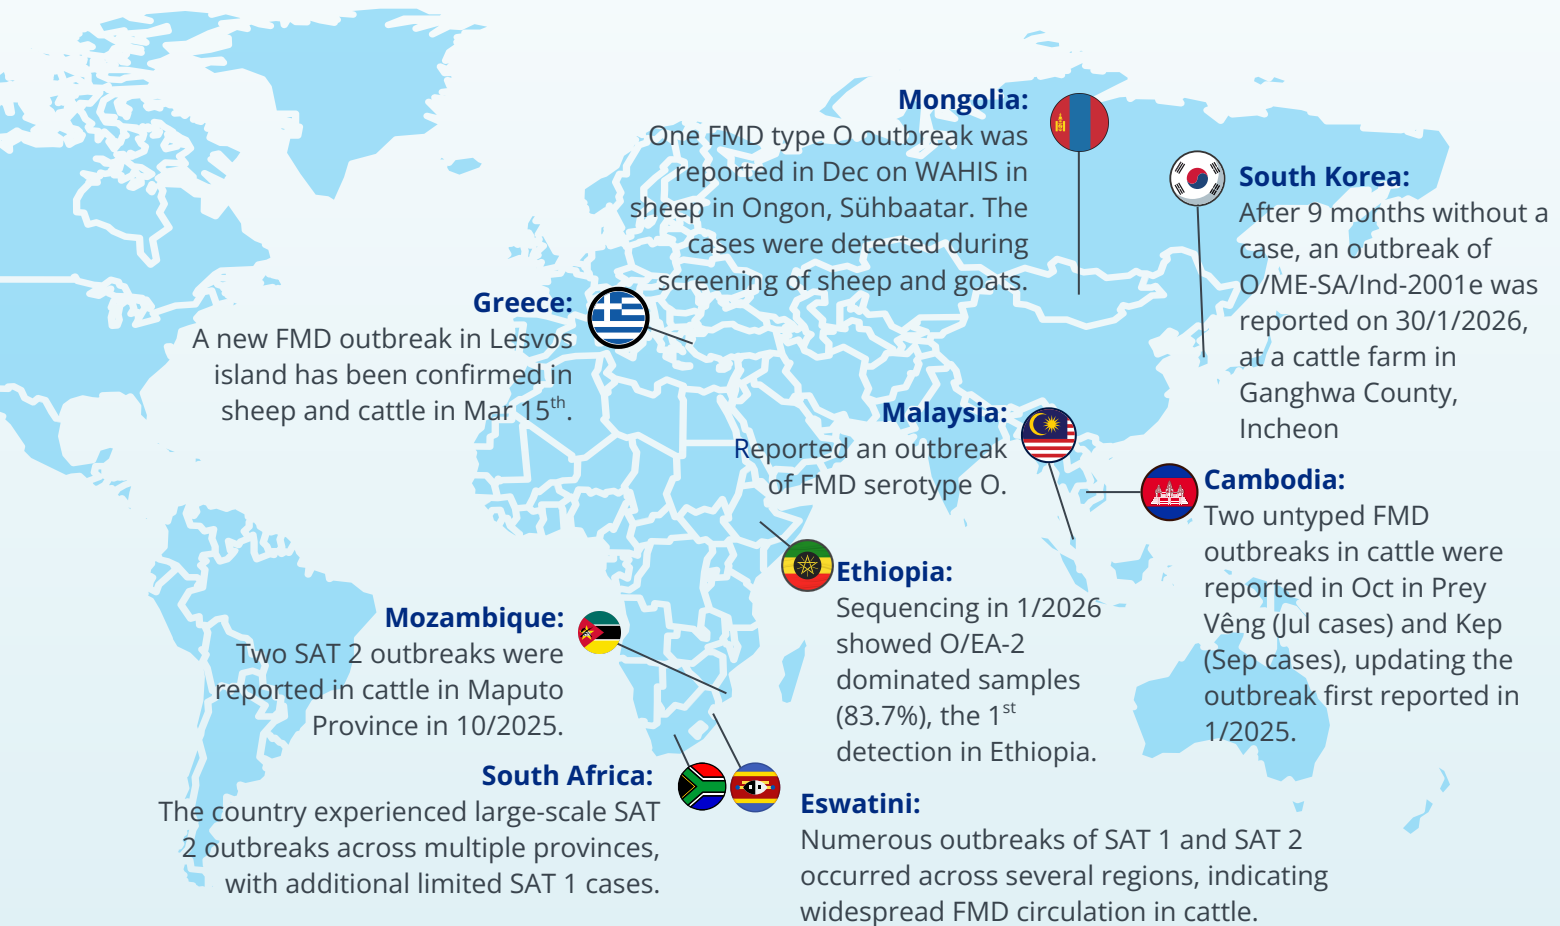 Mongolia:
One FMD type O outbreak was
reported in Dec on WAHIS in
sheep in Ongon, Sühbaatar. The
cases were detected during
screening of sheep and goats.
South Korea:
After 9 months without a
case, an outbreak of
O/ME-SA/Ind-2001e was
reported on 30/1/2026,
at a cattle farm in
Ganghwa County,
Incheon
Greece:
A new FMD outbreak in Lesvos
island has been confirmed in
sheep and cattle in Mar 15th.
Malaysia:
Reported an outbreak
of FMD serotype O.
Cambodia:
Two untyped FMD
outbreaks in cattle were
reported in Oct in Prey
Vêng (Jul cases) and Kep
(Sep cases), updating the
outbreak first reported in
1/2025.
Ethiopia:
Sequencing in 1/2026
showed O/EA-2
dominated samples
(83.7%), the 1st
detection in Ethiopia.
Mozambique:
Two SAT 2 outbreaks were
reported in cattle in Maputo
Province in 10/2025.
South Africa:
The country experienced large-scale SAT
2 outbreaks across multiple provinces,
with additional limited SAT 1 cases.
Eswatini:
Numerous outbreaks of SAT 1 and SAT 2
occurred across several regions, indicating
widespread FMD circulation in cattle.